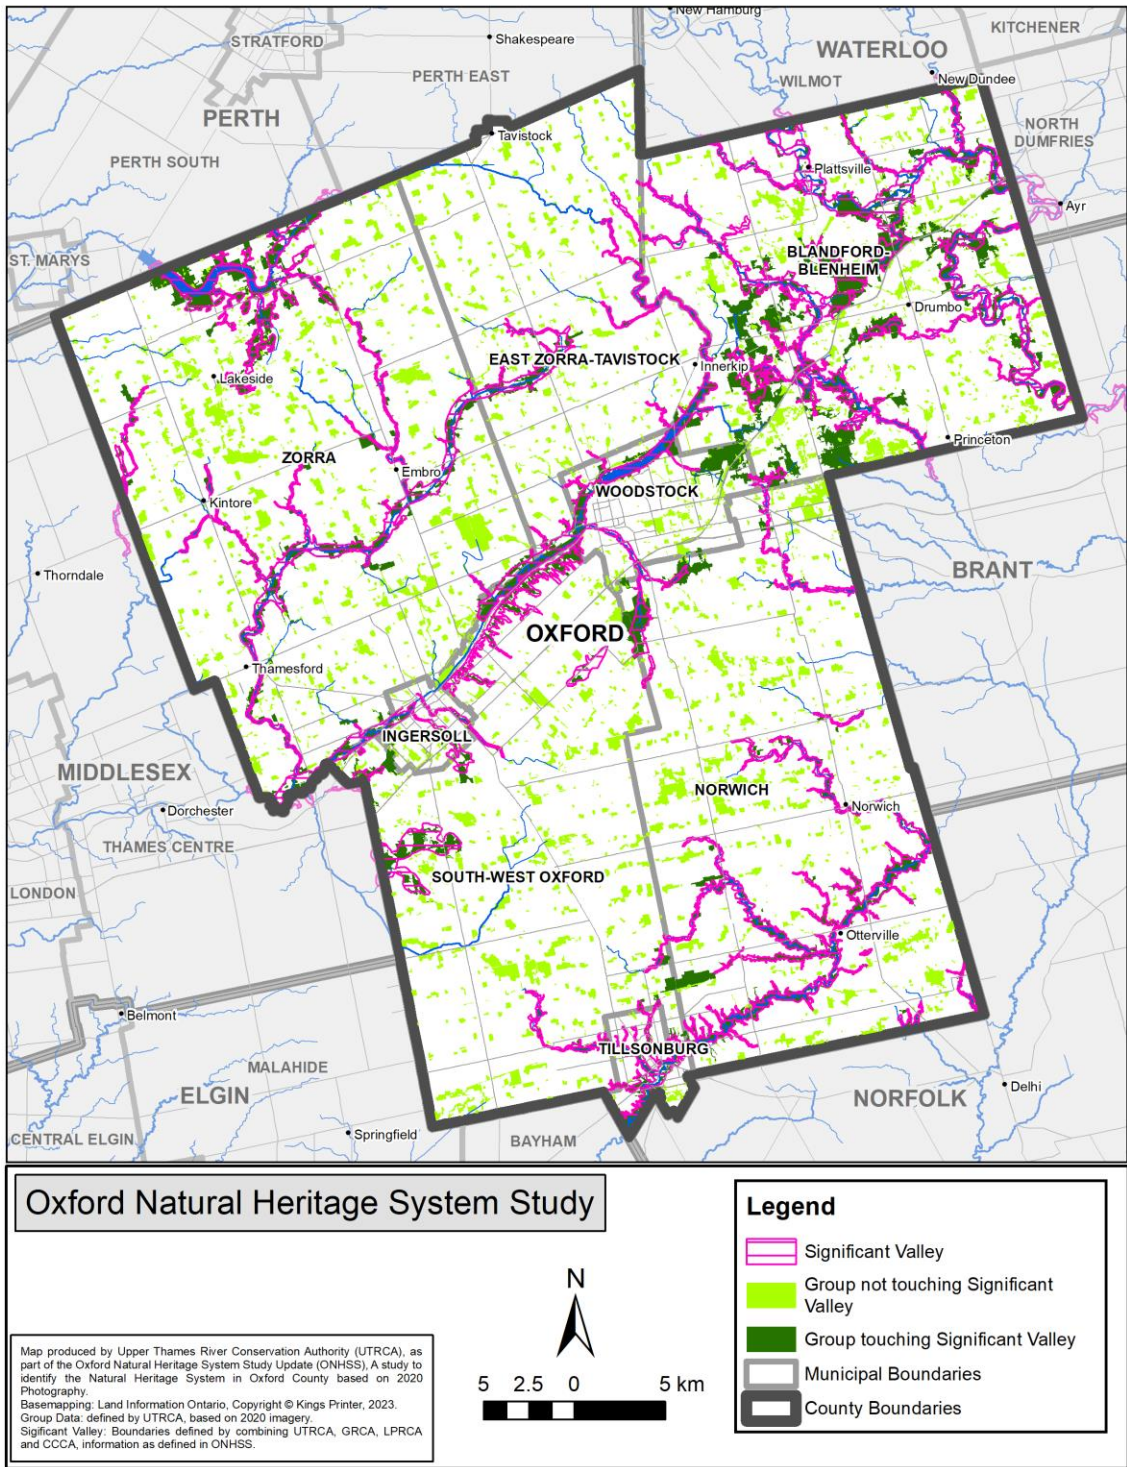 New Hamburg
KITCHENER
STRATFORD
Shakespeare
WATERLOO
PERTH EAST
WILMOT
New Dundee
PERTH
Tavistock
NORTH
DUMFRIES
PERTH SOUTH
Plattsville
Ayr
ST. MARYS
BLANDFORD-
BLENHEIM
Drumbo
EAST ZORRA-TAVISTOCK
Innerkip
Lakeside
Princeton
ZORRA
Embro
WOODSTOCK
Kintore
BRANT
Thorndale
OXFORD
Thamesford
INGERSOLL
MIDDLESEX
NORWICH
Norwich
Dorchester
THAMES CENTRE
SOUTH-WEST OXFORD
LONDON
Otterville
Belmont
TILLSONBURG
MALAHIDE
ELGIN
NORFOLK
Delhi
CENTRAL ELGIN
Springfield
BAYHAM
Oxford Natural Heritage System Study
N
5 2.5 0 5 km
Map produced by Upper Thames River Conservation Authority (UTRCA), as
part of the Oxford Natural Heritage System Study Update (ONHSS), A study to
identify the Natural Heritage System in Oxford County based on 2020
Photography.
Basemapping: Land Information Ontario, Copyright © Kings Printer, 2023.
Group Data: defined by UTRCA, based on 2020 imagery.
Sigificant Valley: Boundaries defined by combining UTRCA, GRCA, LPRCA
and CCCA, information as defined in ONHSS.
Legend
Significant Valley
Group not touching Significant
Valley
Group touching Significant Valley
Municipal Boundaries
County Boundaries